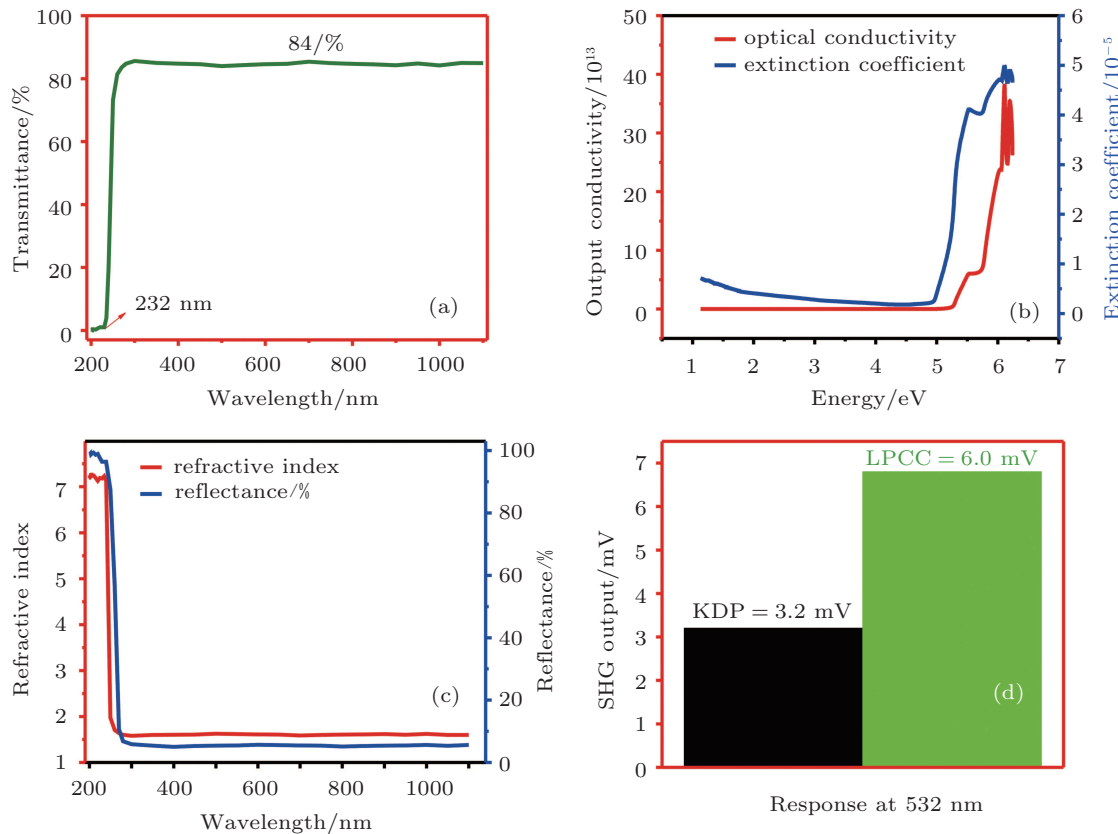 100
80
60
40
20
0
Transmittance/%
84/%
232 nm
(a)
200 400 600 800 1000
Wavelength/nm
50
40
30
20
10
0
Output conductivity/10¹³
optical conductivity
extinction coefficient
(b)
6
5
4
3
2
1
0
Extinction coefficient/10⁻⁵
1 2 3 4 5 6 7
Energy/eV
7
6
5
4
3
2
1
Refractive index
refractive index
reflectance/%
(c)
100
80
60
40
20
0
Reflectance/%
200 400 600 800 1000
Wavelength/nm
7
6
5
4
3
2
1
0
SHG output/mV
LPCC = 6.0 mV
KDP = 3.2 mV
(d)
Response at 532 nm